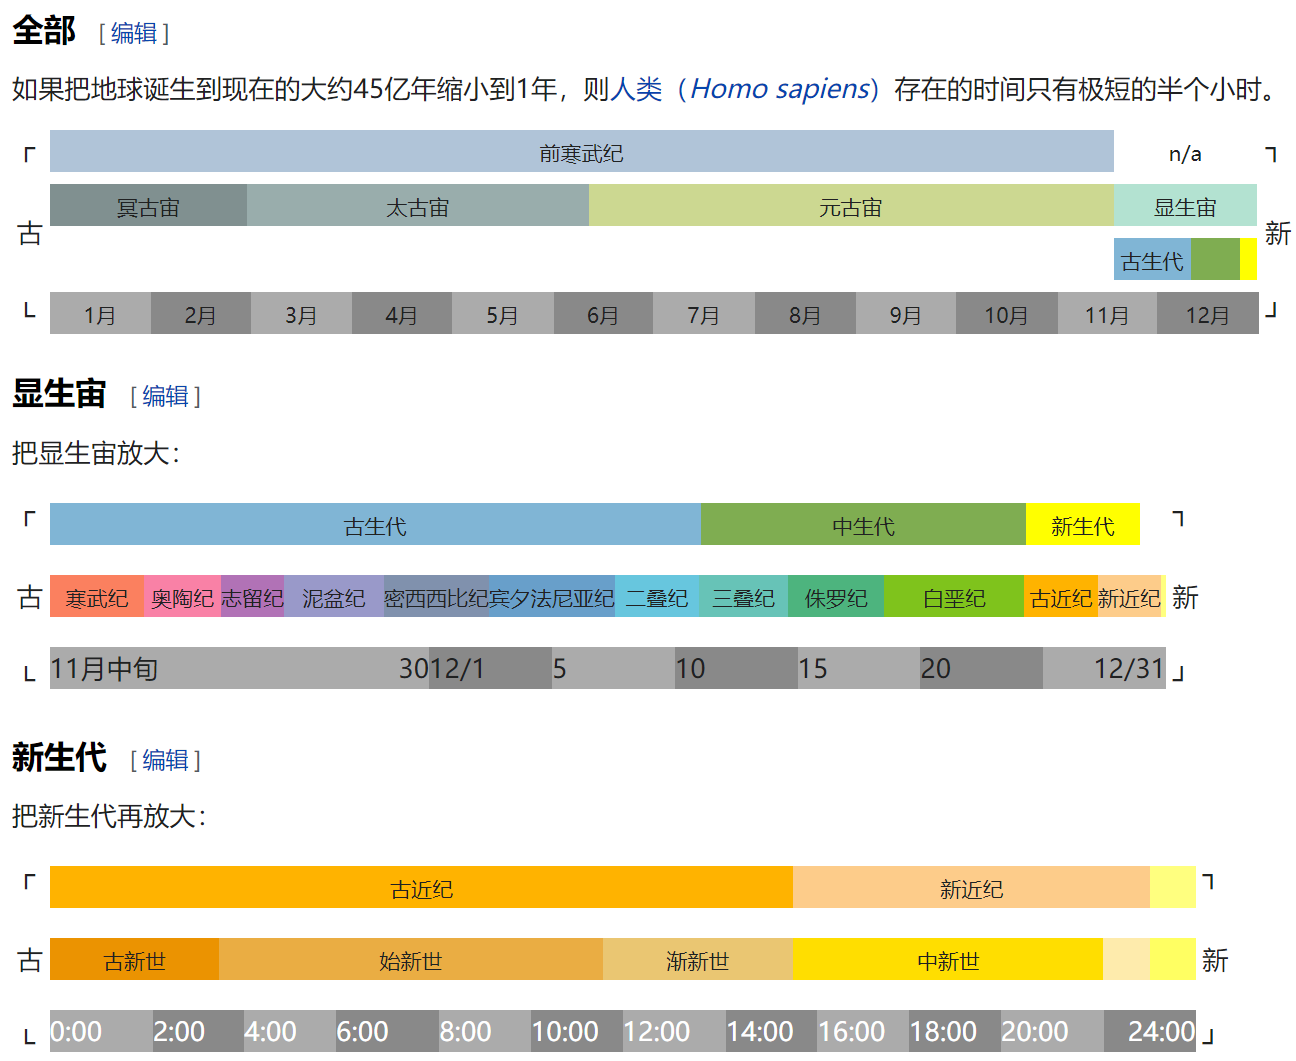 全部 [ 编辑 ]
如果把地球诞生到现在的大约45亿年缩小到1年，则人类（Homo sapiens）存在的时间只有极短的半个小时。
┌ 前寒武纪 n/a ┐
冥古宙 太古宙 元古宙 显生宙
古 新
古生代
└ 1月 2月 3月 4月 5月 6月 7月 8月 9月 10月 11月 12月 ┘
显生宙 [ 编辑 ]
把显生宙放大：
┌ 古生代 中生代 新生代 ┐
古 寒武纪 奥陶纪 志留纪 泥盆纪 密西西比纪 宾夕法尼亚纪 二叠纪 三叠纪 侏罗纪 白垩纪 古近纪 新近纪 新
└ 11月中旬 30 12/1 5 10 15 20 12/31 ┘
新生代 [ 编辑 ]
把新生代再放大：
┌ 古近纪 新近纪 ┐
古 古新世 始新世 渐新世 中新世 新
└ 0:00 2:00 4:00 6:00 8:00 10:00 12:00 14:00 16:00 18:00 20:00 24:00 ┘